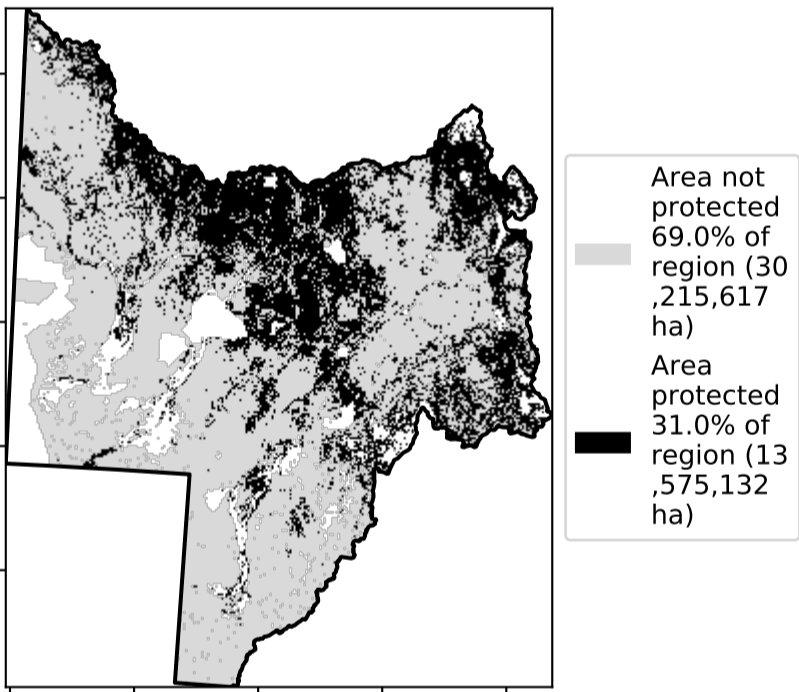 Area not
protected
69.0% of
region (30
,215,617
ha)
Area
protected
31.0% of
region (13
,575,132
ha)